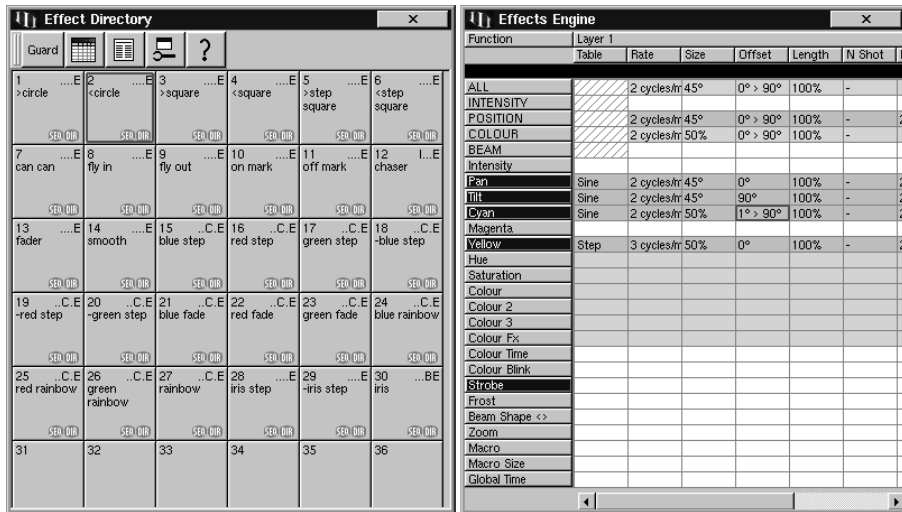 Effect Directory
×
Guard
?
1 ....E 2 ....E 3 ....E 4 ....E 5 ....E 6 ....E
>circle <circle >square <square >step square <step square
SEQ DIR SEQ DIR SEQ DIR SEQ DIR SEQ DIR SEQ DIR
7 ....E 8 ....E 9 ....E 10 ....E 11 ....E 12 I...E
can can fly in fly out on mark off mark chaser
SEQ DIR SEQ DIR SEQ DIR SEQ DIR SEQ DIR SEQ DIR
13 ....E 14 ....E 15 ..C.E 16 ..C.E 17 ..C.E 18 ..C.E
fader smooth blue step red step green step -blue step
SEQ DIR SEQ DIR SEQ DIR SEQ DIR SEQ DIR SEQ DIR
19 ..C.E 20 ..C.E 21 ..C.E 22 ..C.E 23 ..C.E 24 ..C.E
-red step -green step blue fade red fade green fade blue rainbow
SEQ DIR SEQ DIR SEQ DIR SEQ DIR SEQ DIR SEQ DIR
25 ..C.E 26 ..C.E 27 ..C.E 28 ....E 29 ....E 30 ...BE
red rainbow green rainbow rainbow iris step -iris step iris
SEQ DIR SEQ DIR SEQ DIR SEQ DIR SEQ DIR SEQ DIR
31 32 33 34 35 36
Effects Engine
×
Function Layer 1
Table Rate Size Offset Length N Shot
ALL 2 cycles/m 45° 0° > 90° 100% -
INTENSITY
POSITION 2 cycles/m 45° 0° > 90° 100% - 2
COLOUR 2 cycles/m 50% 0° > 90° 100% -
BEAM
Intensity
Pan Sine 2 cycles/m 45° 0° 100% - 2
Tilt Sine 2 cycles/m 45° 90° 100% - 2
Cyan Sine 2 cycles/m 50% 1° > 90° 100% - 2
Magenta
Yellow Step 3 cycles/m 50% 0° 100% - 2
Hue
Saturation
Colour
Colour 2
Colour 3
Colour Fx
Colour Time
Colour Blink
Strobe
Frost
Beam Shape <>
Zoom
Macro
Macro Size
Global Time